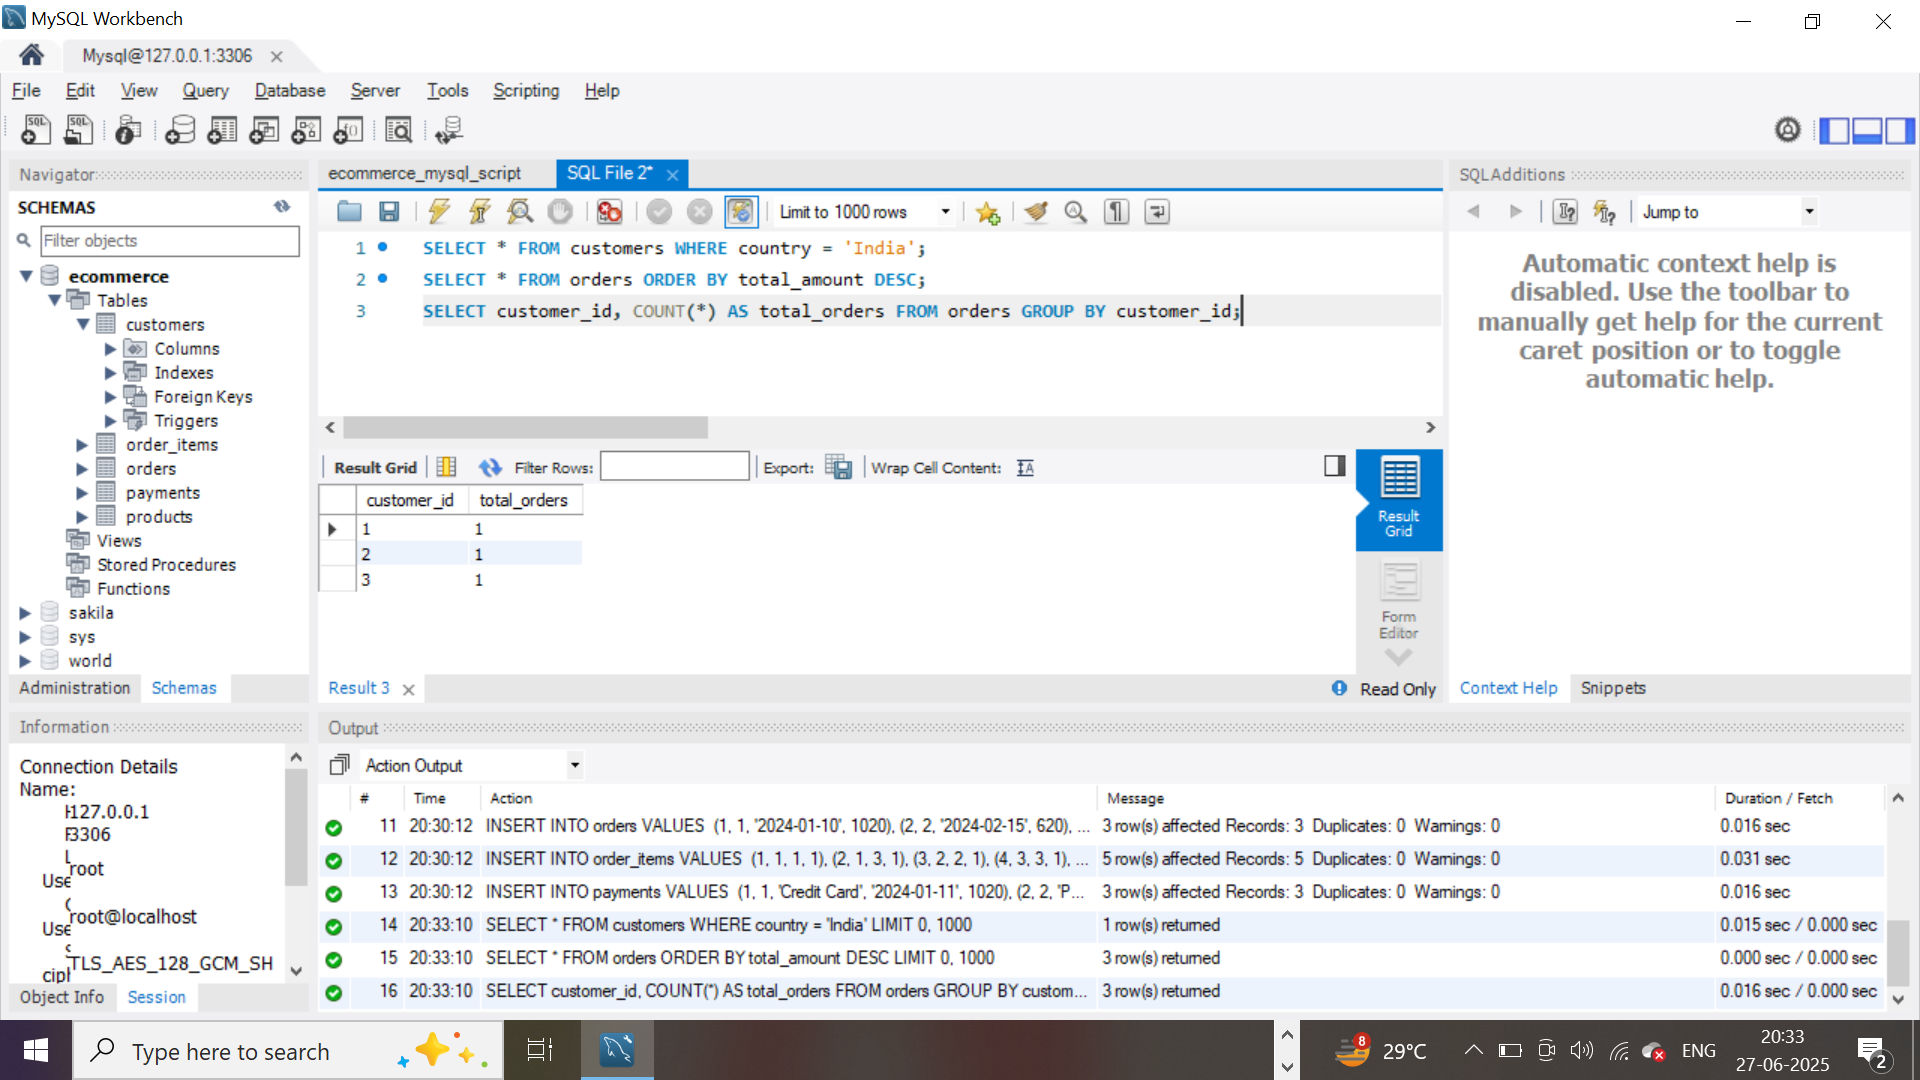 MySQL Workbench
Mysql@127.0.0.1:3306
File Edit View Query Database Server Tools Scripting Help
Navigator
SCHEMAS
Filter objects
ecommerce
Tables
customers
Columns
Indexes
Foreign Keys
Triggers
order_items
orders
payments
products
Views
Stored Procedures
Functions
sakila
sys
world
Administration Schemas
ecommerce_mysql_script SQL File 2*
Limit to 1000 rows
1 SELECT * FROM customers WHERE country = 'India';
2 SELECT * FROM orders ORDER BY total_amount DESC;
3 SELECT customer_id, COUNT(*) AS total_orders FROM orders GROUP BY customer_id;
Result Grid Filter Rows: Export: Wrap Cell Content:
customer_id total_orders
1 1
2 1
3 1
Result Grid
Form Editor
Result 3 Read Only
SQLAdditions
Jump to
Automatic context help is
disabled. Use the toolbar to
manually get help for the current
caret position or to toggle
automatic help.
Context Help Snippets
Information
Connection Details
Name:
127.0.0.1
3306
root
Use
root@localhost
Use
TLS_AES_128_GCM_SH
Object Info Session
Output
Action Output
# Time Action Message Duration / Fetch
11 20:30:12 INSERT INTO orders VALUES (1, 1, '2024-01-10', 1020), (2, 2, '2024-02-15', 620), ... 3 row(s) affected Records: 3 Duplicates: 0 Warnings: 0 0.016 sec
12 20:30:12 INSERT INTO order_items VALUES (1, 1, 1, 1), (2, 1, 3, 1), (3, 2, 2, 1), (4, 3, 3, 1), ... 5 row(s) affected Records: 5 Duplicates: 0 Warnings: 0 0.031 sec
13 20:30:12 INSERT INTO payments VALUES (1, 1, 'Credit Card', '2024-01-11', 1020), (2, 2, 'P... 3 row(s) affected Records: 3 Duplicates: 0 Warnings: 0 0.016 sec
14 20:33:10 SELECT * FROM customers WHERE country = 'India' LIMIT 0, 1000 1 row(s) returned 0.015 sec / 0.000 sec
15 20:33:10 SELECT * FROM orders ORDER BY total_amount DESC LIMIT 0, 1000 3 row(s) returned 0.000 sec / 0.000 sec
16 20:33:10 SELECT customer_id, COUNT(*) AS total_orders FROM orders GROUP BY custom... 3 row(s) returned 0.016 sec / 0.000 sec
Type here to search
8
29°C
ENG
20:33
27-06-2025
2